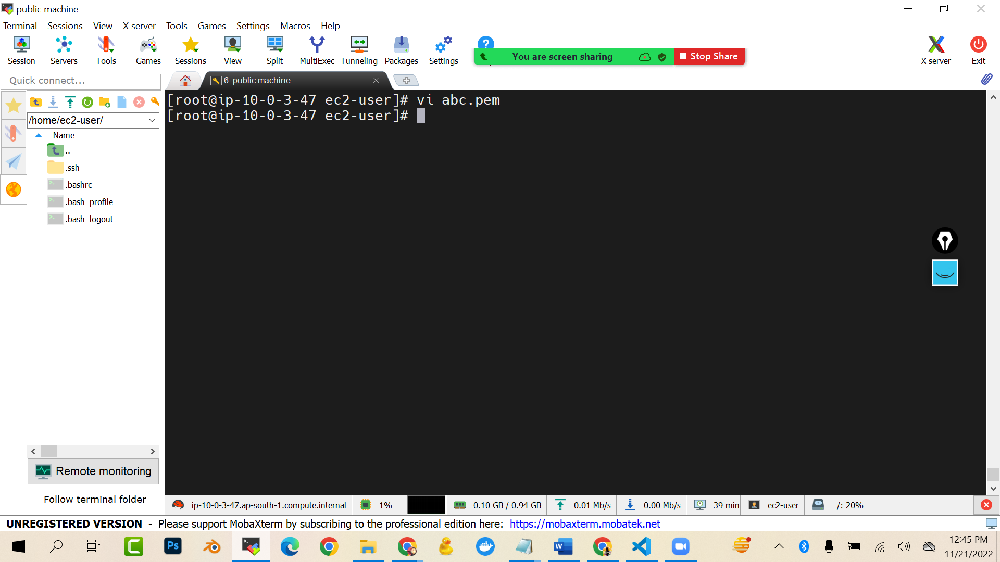 public machine
Terminal Sessions View X server Tools Games Settings Macros Help
Session Servers Tools Games Sessions View Split MultiExec Tunneling Packages Settings X server Exit
You are screen sharing Stop Share
Quick connect...
6. public machine
/home/ec2-user/
Name
..
.ssh
.bashrc
.bash_profile
.bash_logout
[root@ip-10-0-3-47 ec2-user]# vi abc.pem
[root@ip-10-0-3-47 ec2-user]#
Remote monitoring
Follow terminal folder
ip-10-0-3-47.ap-south-1.compute.internal 1% 0.10 GB / 0.94 GB 0.01 Mb/s 0.00 Mb/s 39 min ec2-user /: 20%
UNREGISTERED VERSION - Please support MobaXterm by subscribing to the professional edition here: https://mobaxterm.mobatek.net
12:45 PM
11/21/2022